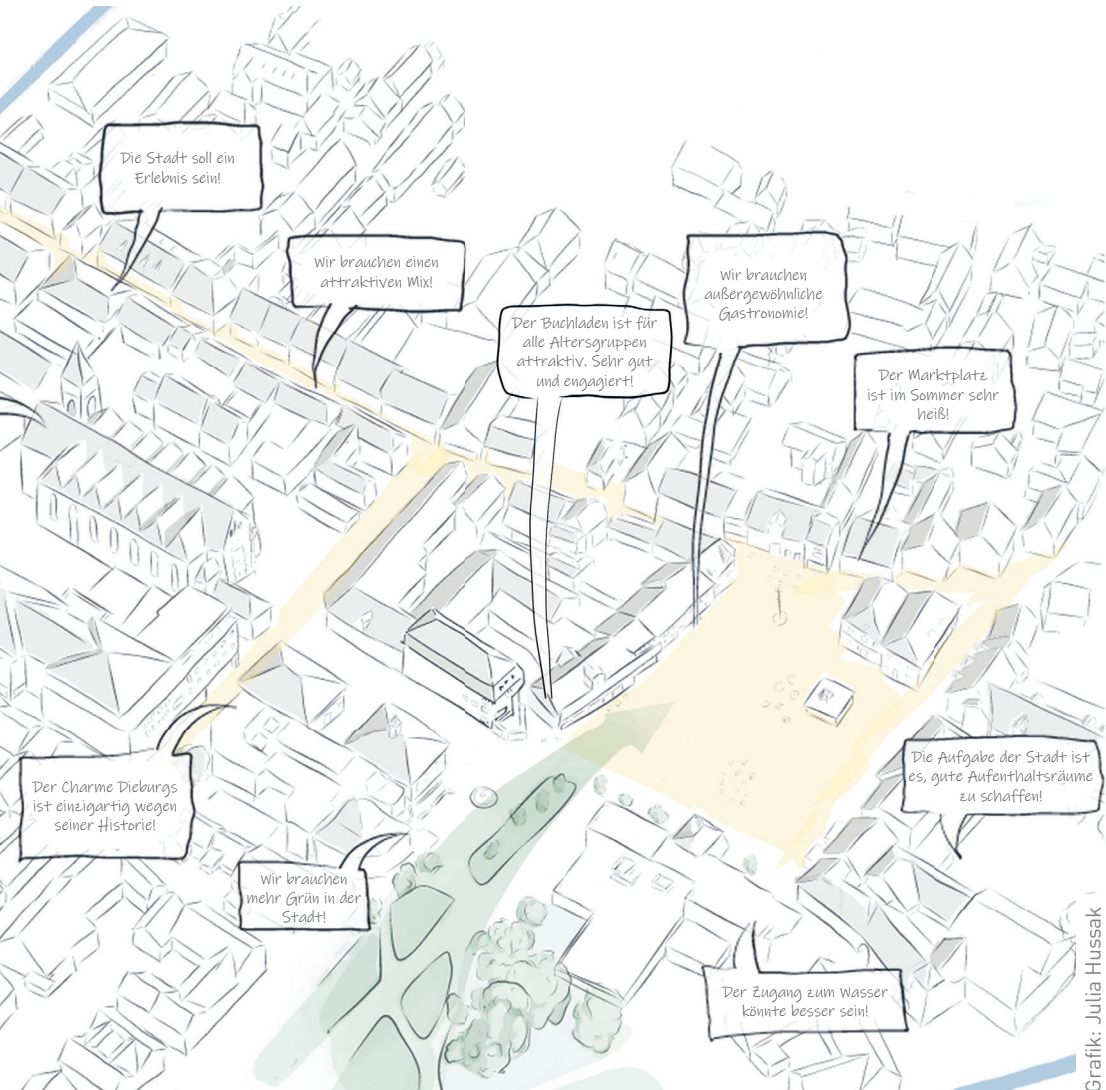 Die Stadt soll ein
Erlebnis sein!
Wir brauchen einen
attraktiven Mix!
Wir brauchen
außergewöhnliche
Gastronomie!
Der Buchladen ist für
alle Altersgruppen
attraktiv. Sehr gut
und engagiert!
Der Marktplatz
ist im Sommer sehr
heiß!
Der Charme Dieburgs
ist einzigartig wegen
seiner Historie!
Die Aufgabe der Stadt ist
es, gute Aufenthaltsräume
zu schaffen!
Wir brauchen
mehr Grün in der
Stadt!
Der Zugang zum Wasser
könnte besser sein!
Grafik: Julia Hussak